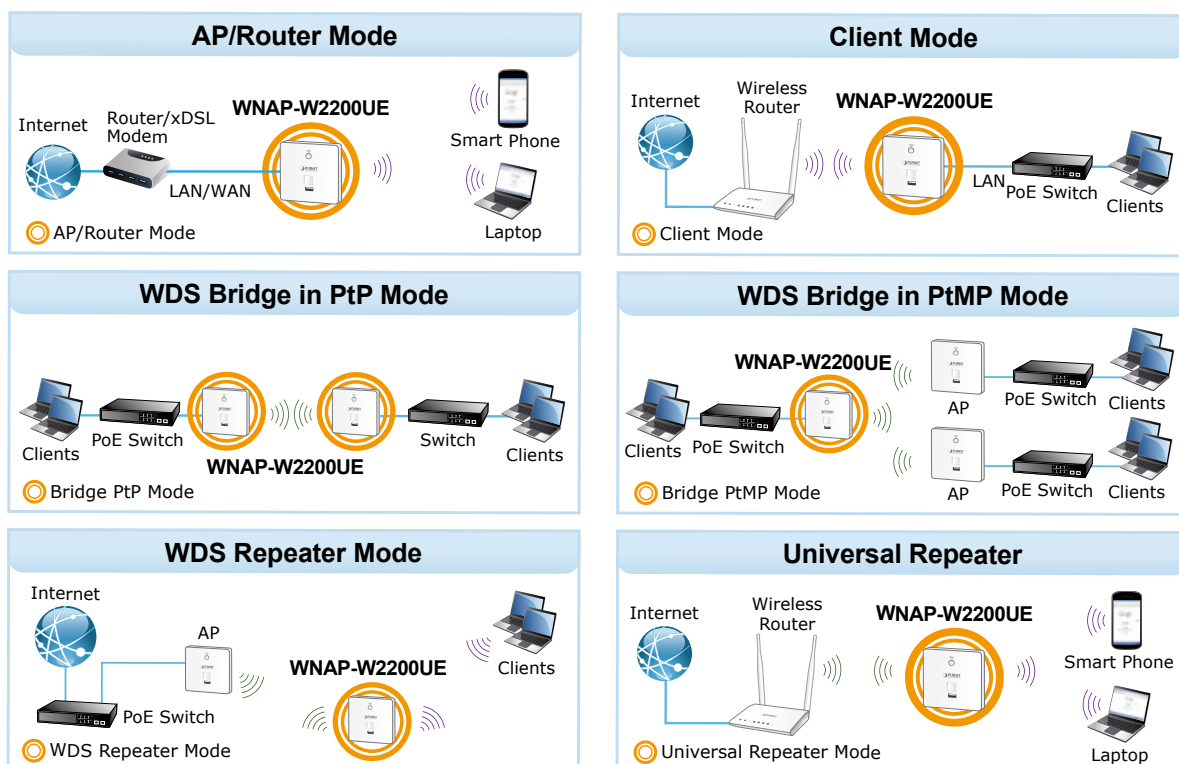 AP/Router Mode
Internet
Router/xDSL
Modem
WNAP-W2200UE
LAN/WAN
Smart Phone
Laptop
AP/Router Mode
Client Mode
Internet
Wireless
Router
WNAP-W2200UE
LAN
PoE Switch
Clients
Client Mode
WDS Bridge in PtP Mode
Clients
PoE Switch
WNAP-W2200UE
Switch
Clients
Bridge PtP Mode
WDS Bridge in PtMP Mode
WNAP-W2200UE
Clients
PoE Switch
AP
PoE Switch
Clients
AP
PoE Switch
Clients
Bridge PtMP Mode
WDS Repeater Mode
Internet
AP
PoE Switch
WNAP-W2200UE
Clients
WDS Repeater Mode
Universal Repeater
Internet
Wireless
Router
WNAP-W2200UE
PLANET
Smart Phone
Laptop
Universal Repeater Mode